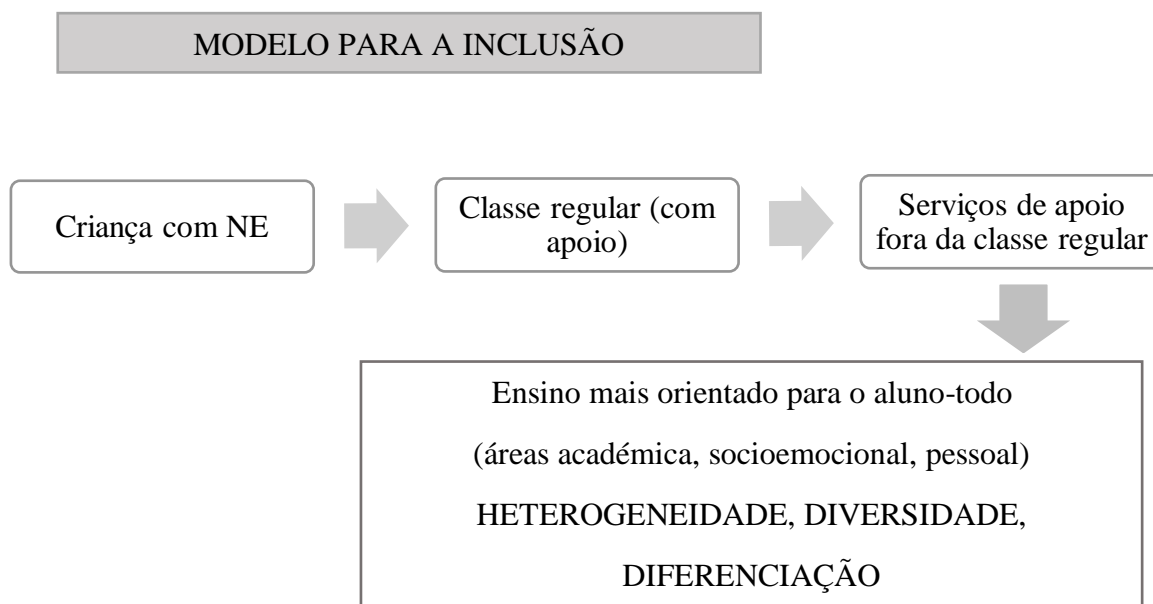 MODELO PARA A INCLUSÃO
Criança com NE
Classe regular (com
apoio)
Serviços de apoio
fora da classe regular
Ensino mais orientado para o aluno-todo
(áreas académica, socioemocional, pessoal)
HETEROGENEIDADE, DIVERSIDADE,
DIFERENCIAÇÃO